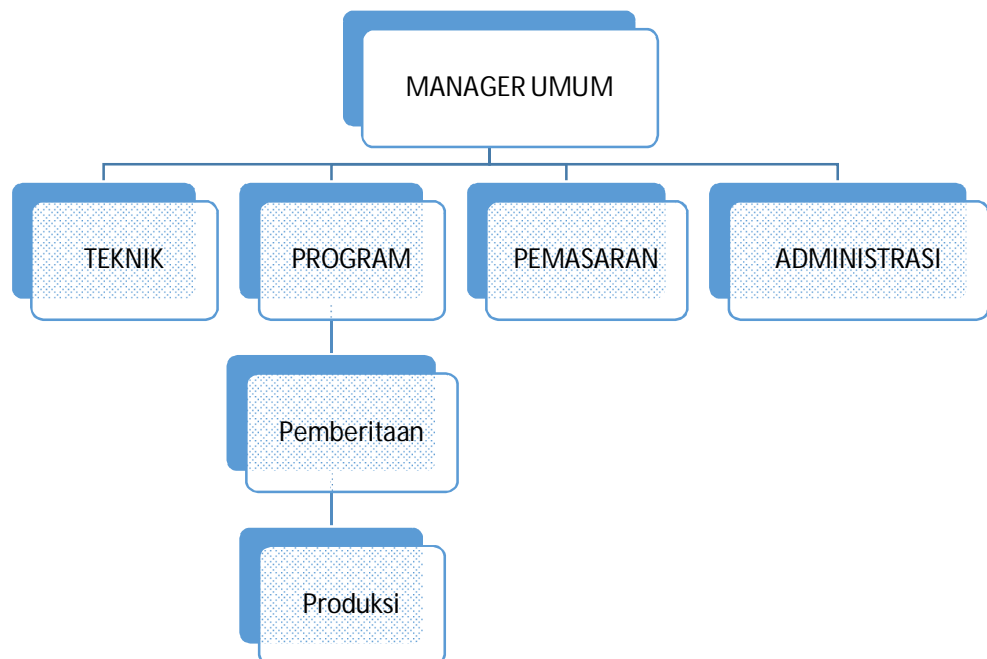 MANAGER UMUM
TEKNIK
PROGRAM
PEMASARAN
ADMINISTRASI
Pemberitaan
Produksi